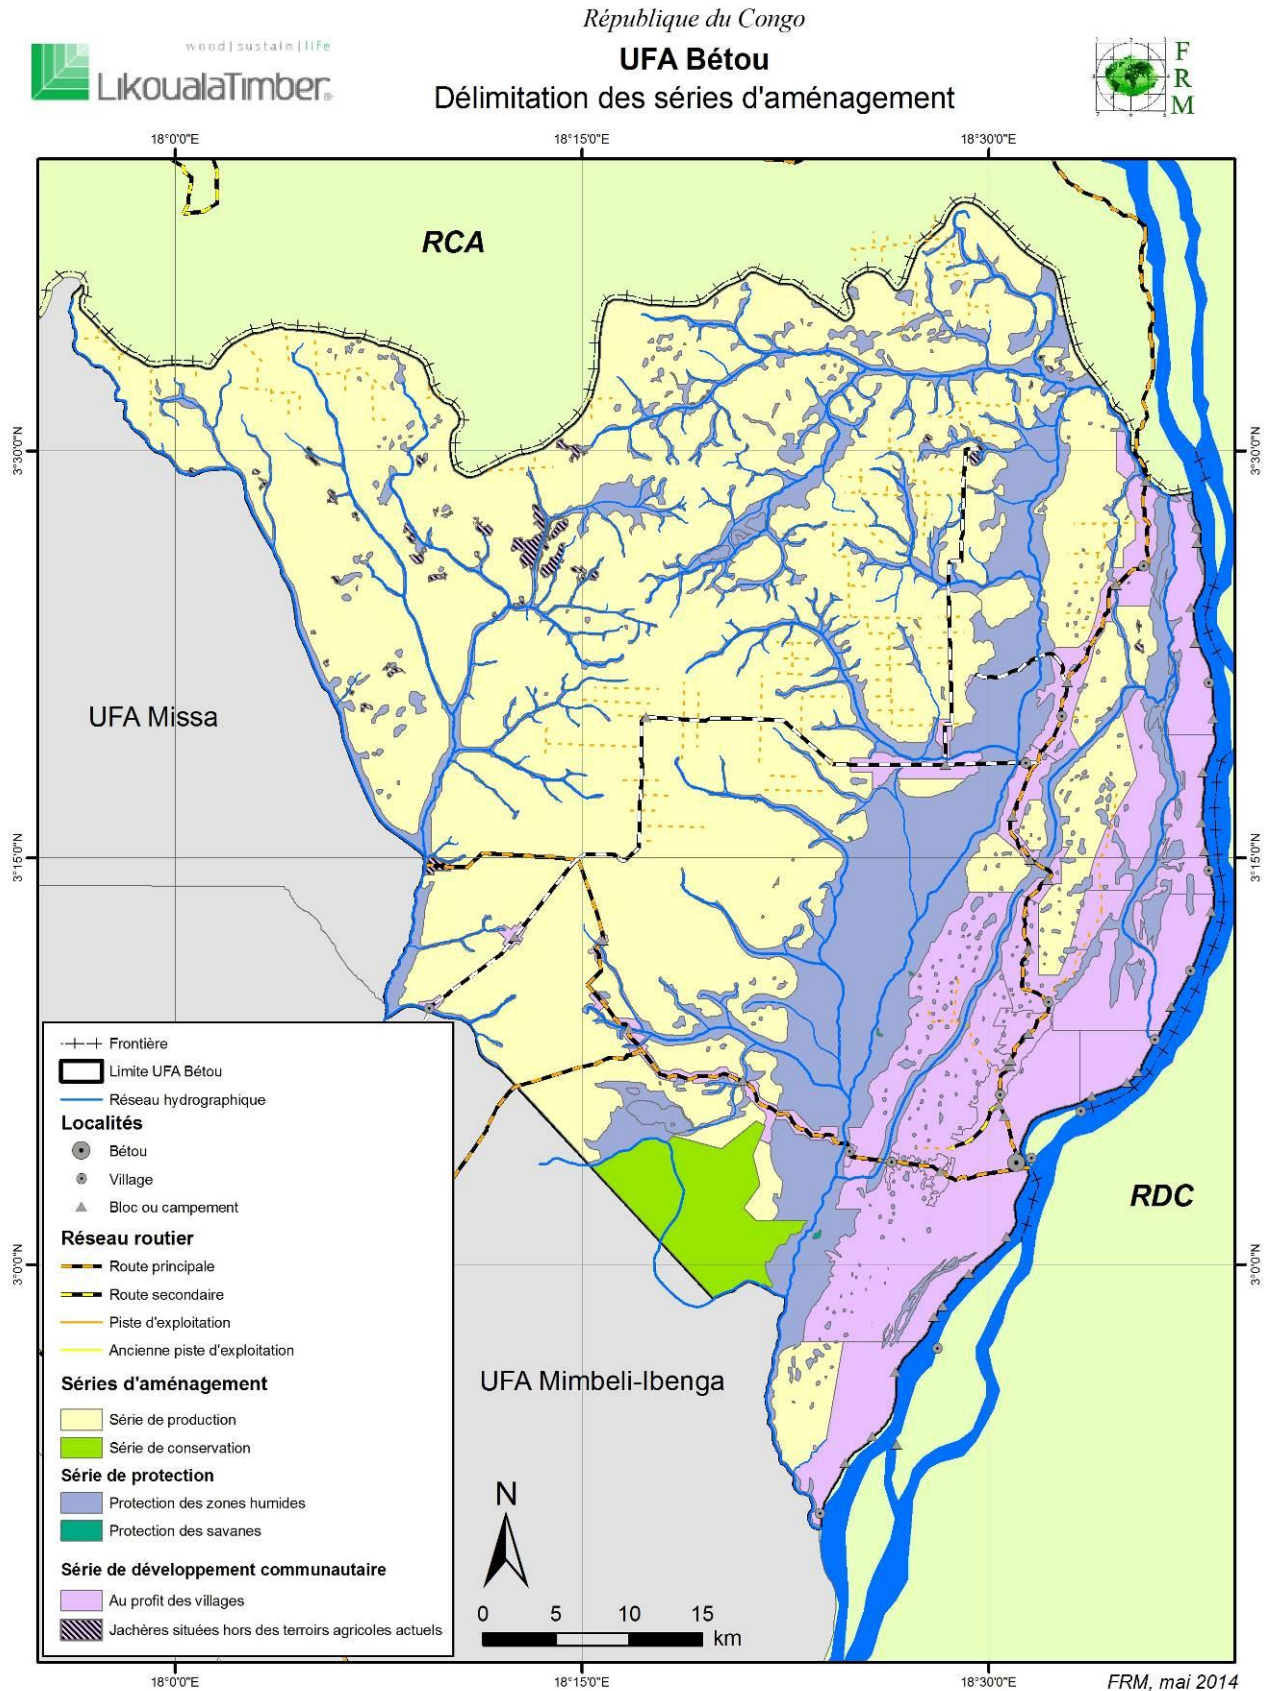 République du Congo
UFA Bétou
Délimitation des séries d'aménagement
wood|sustain|life
LikoualaTimber
F
R
M
18°0'0"E
18°15'0"E
18°30'0"E
RCA
3°30'0"N
3°30'0"N
UFA Missa
3°15'0"N
3°15'0"N
Frontière
Limite UFA Bétou
Réseau hydrographique
Localités
Bétou
Village
Bloc ou campement
Réseau routier
Route principale
Route secondaire
Piste d'exploitation
Ancienne piste d'exploitation
Séries d'aménagement
Série de production
Série de conservation
Série de protection
Protection des zones humides
Protection des savanes
Série de développement communautaire
Au profit des villages
Jachères situées hors des terroirs agricoles actuels
RDC
3°0'0"N
3°0'0"N
UFA Mimbeli-Ibenga
N
0 5 10 15
km
18°0'0"E
18°15'0"E
18°30'0"E
FRM, mai 2014